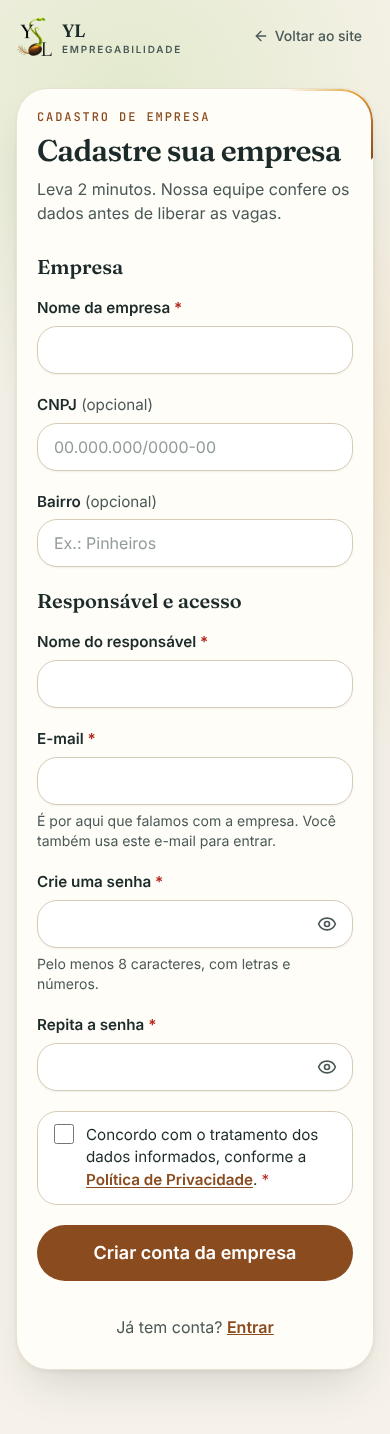 YL
YL
EMPREGABILIDADE
Voltar ao site
CADASTRO DE EMPRESA
Cadastre sua empresa
Leva 2 minutos. Nossa equipe confere os
dados antes de liberar as vagas.
Empresa
Nome da empresa *
CNPJ (opcional)
00.000.000/0000-00
Bairro (opcional)
Ex.: Pinheiros
Responsável e acesso
Nome do responsável *
E-mail *
É por aqui que falamos com a empresa. Você
também usa este e-mail para entrar.
Crie uma senha *
Pelo menos 8 caracteres, com letras e
números.
Repita a senha *
Concordo com o tratamento dos
dados informados, conforme a
Política de Privacidade. *
Criar conta da empresa
Já tem conta? Entrar